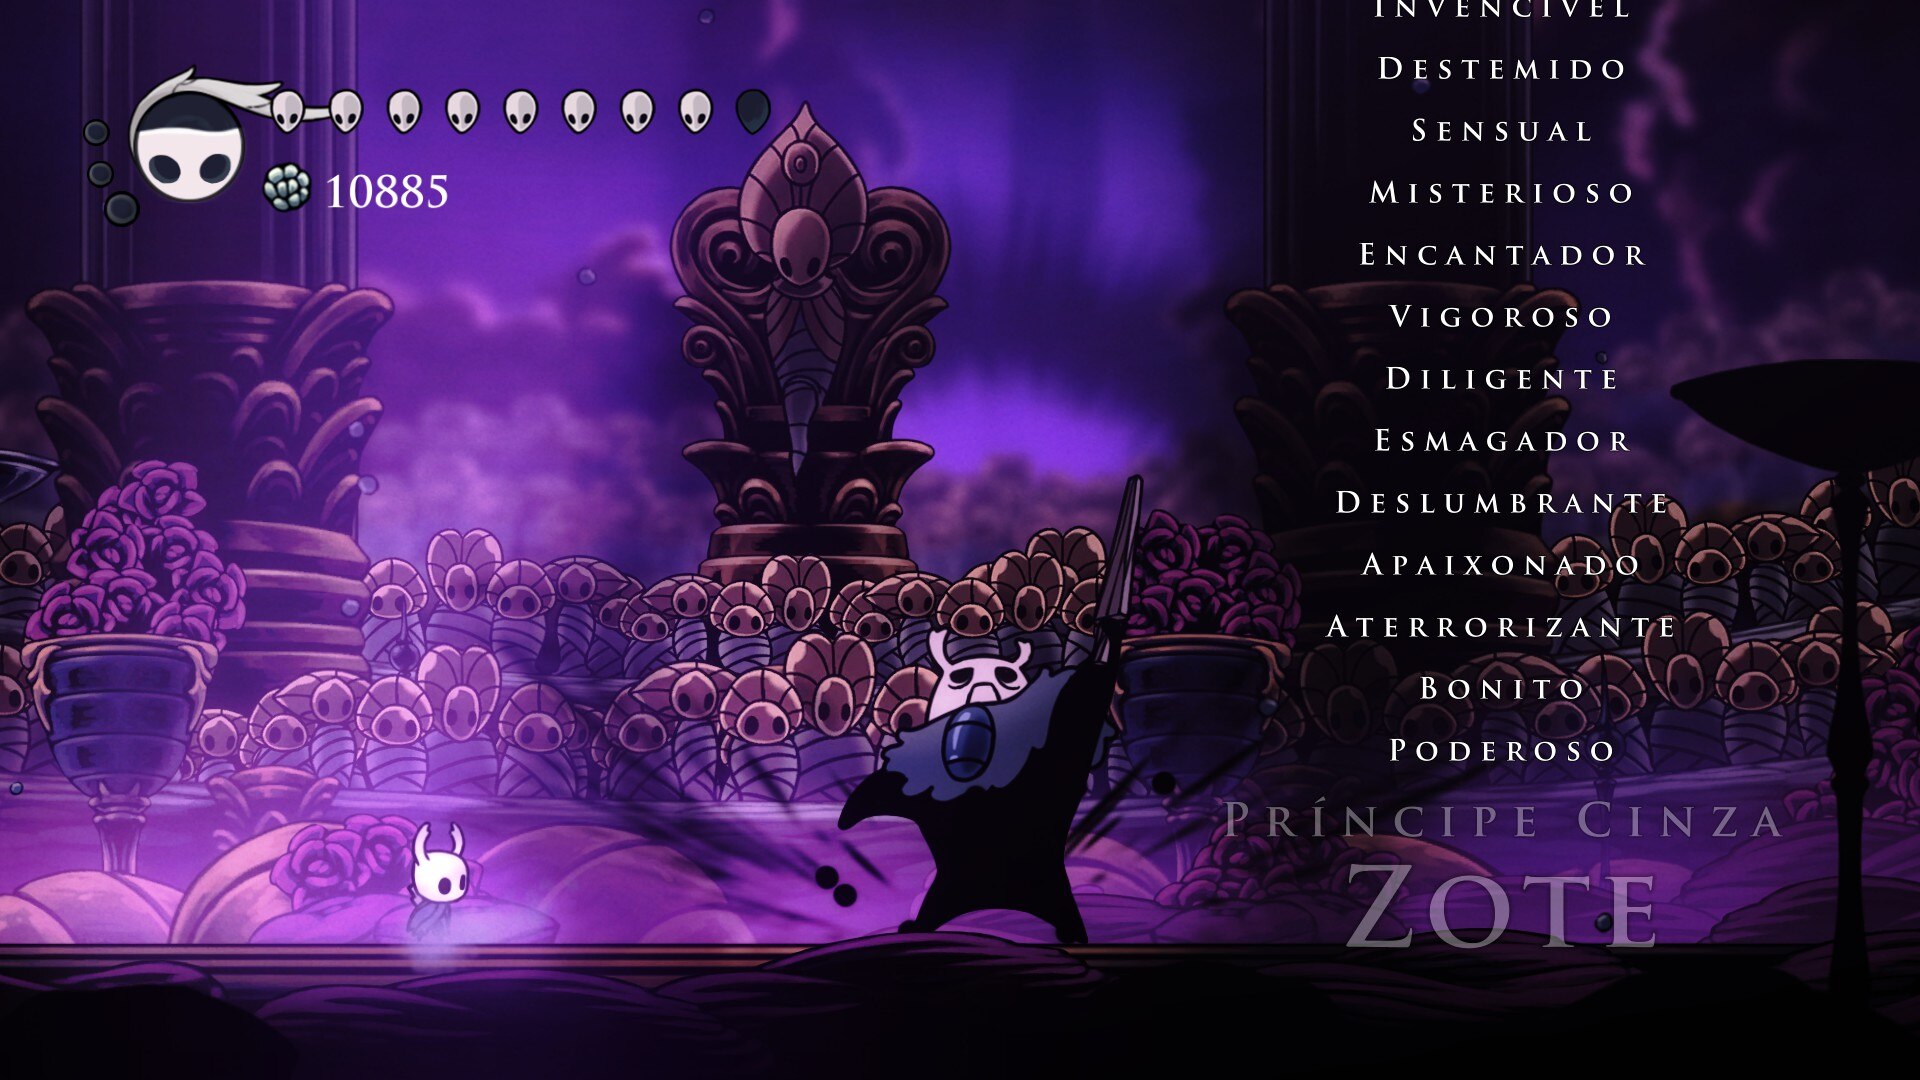 10885
INVENCÍVEL
DESTEMIDO
SENSUAL
MISTERIOSO
ENCANTADOR
VIGOROSO
DILIGENTE
ESMAGADOR
DESLUMBRANTE
APAIXONADO
ATERRORIZANTE
BONITO
PODEROSO
PRÍNCIPE CINZA
ZOTE